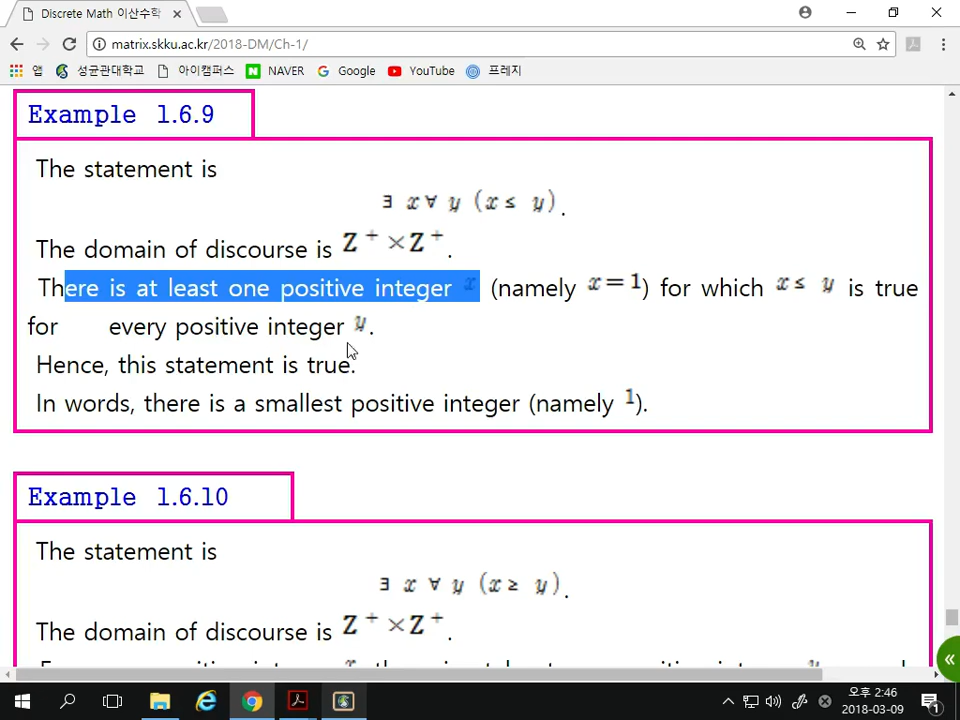 Discrete Math 이산수학
matrix.skku.ac.kr/2018-DM/Ch-1/
앱 성균관대학교 아이캠퍼스 NAVER Google YouTube 프레지
Example 1.6.9
The statement is
∃ x∀ y (x≤ y).
The domain of discourse is Z⁺×Z⁺.
There is at least one positive integer x (namely x=1) for which x≤ y is true
for every positive integer y.
Hence, this statement is true.
In words, there is a smallest positive integer (namely 1).
Example 1.6.10
The statement is
∃ x ∀ y (x≥ y).
The domain of discourse is Z⁺×Z⁺.
오후 2:46
2018-03-09
1